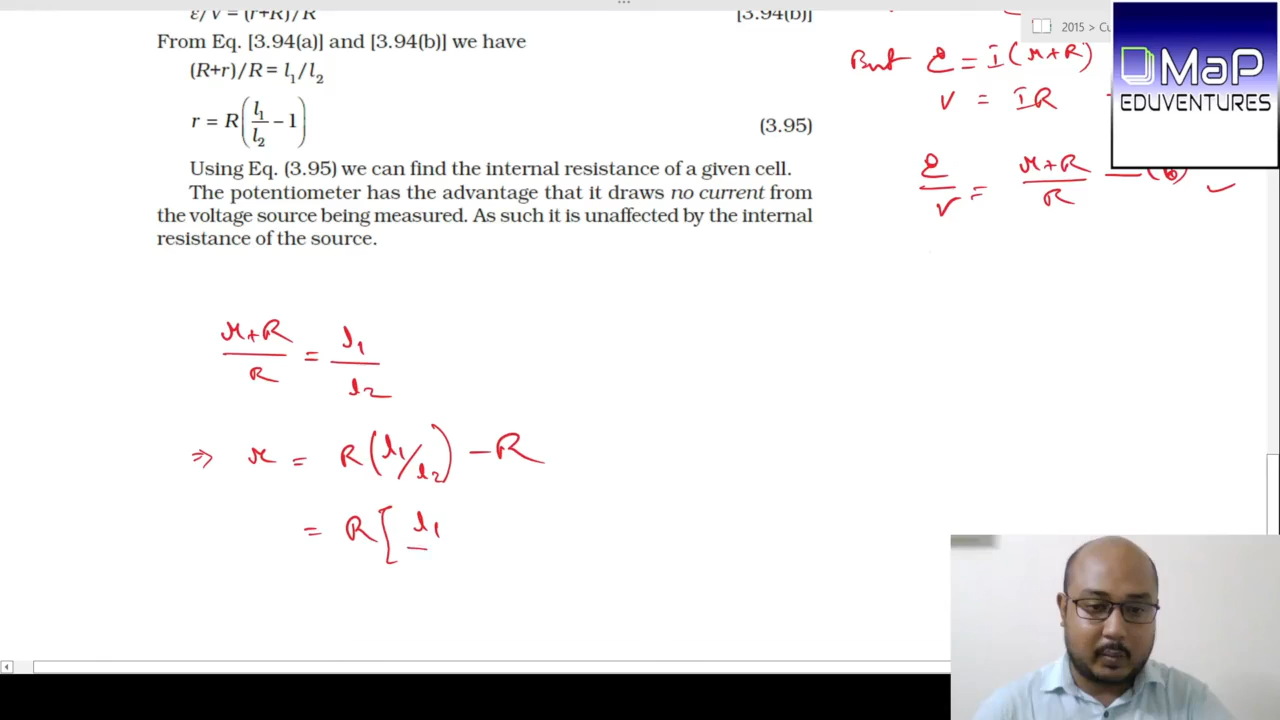 ε/V = (r+R)/R [3.94(b)]
From Eq. [3.94(a)] and [3.94(b)] we have
(R+r)/R = l₁/l₂
r = R(l₁/l₂ − 1) (3.95)
Using Eq. (3.95) we can find the internal resistance of a given cell.
The potentiometer has the advantage that it draws no current from
the voltage source being measured. As such it is unaffected by the internal
resistance of the source.
2015 > Cu
MaP
EDUVENTURES
But ε = I(r+R)
V = IR
ε/V = (r+R)/R — (b) ✓
(r+R)/R = l₁/l₂
⇒ r = R(l₁/l₂) − R
= R[l₁